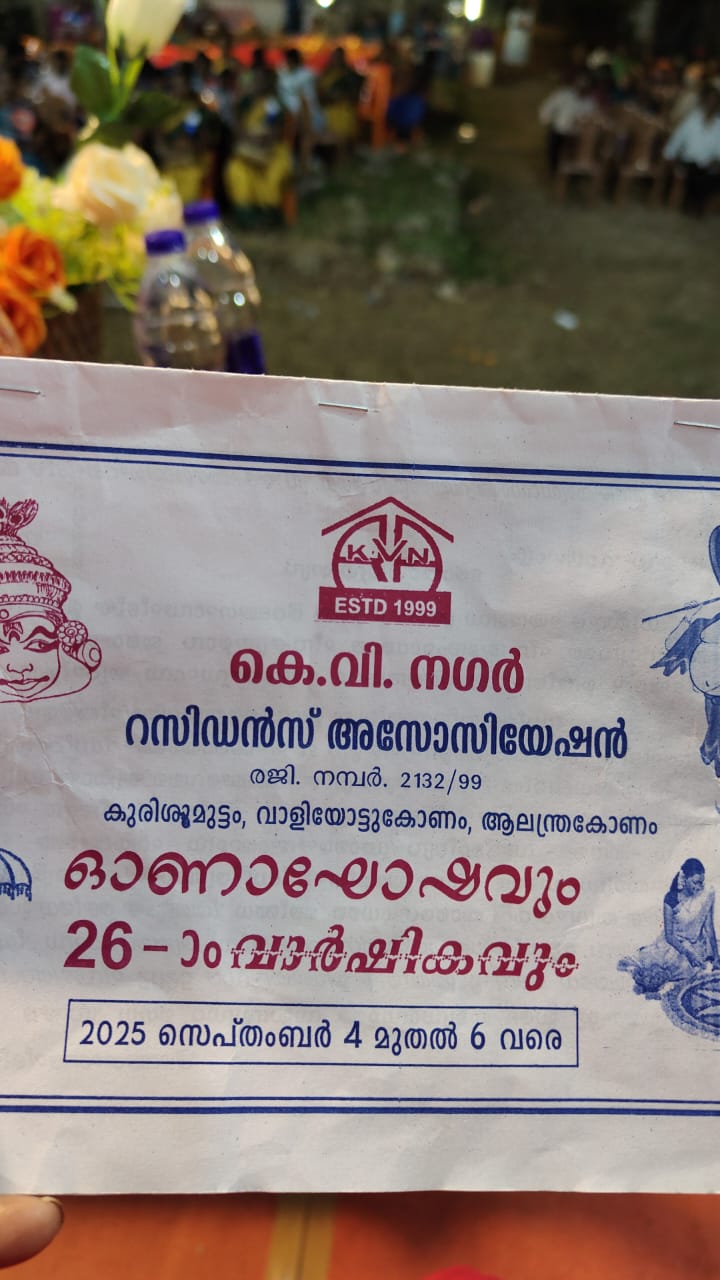 KVN
ESTD 1999
കെ.വി. നഗർ
റസിഡൻസ് അസോസിയേഷൻ
രജി. നമ്പർ. 2132/99
കുരിശുമുട്ടം, വാളിയോട്ടുകോണം, ആലന്ത്രകോണം
ഓണാഘോഷവും
26-ാം വാർഷികവും
2025 സെപ്തംബർ 4 മുതൽ 6 വരെ